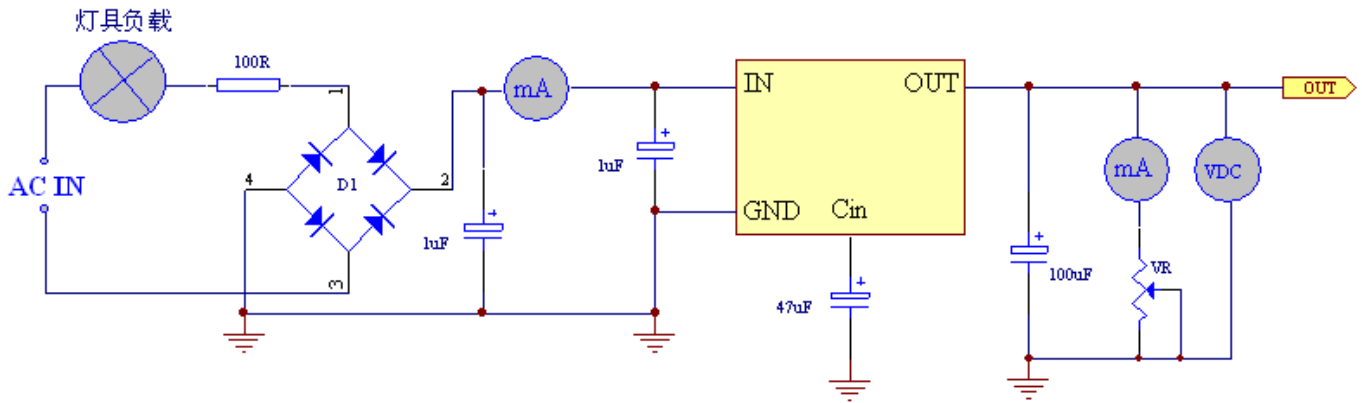 灯具负载
100R
AC IN
1
2
3
4
D1
1uF
mA
1uF
IN
OUT
GND
Cin
47uF
100uF
mA
VDC
VR
OUT